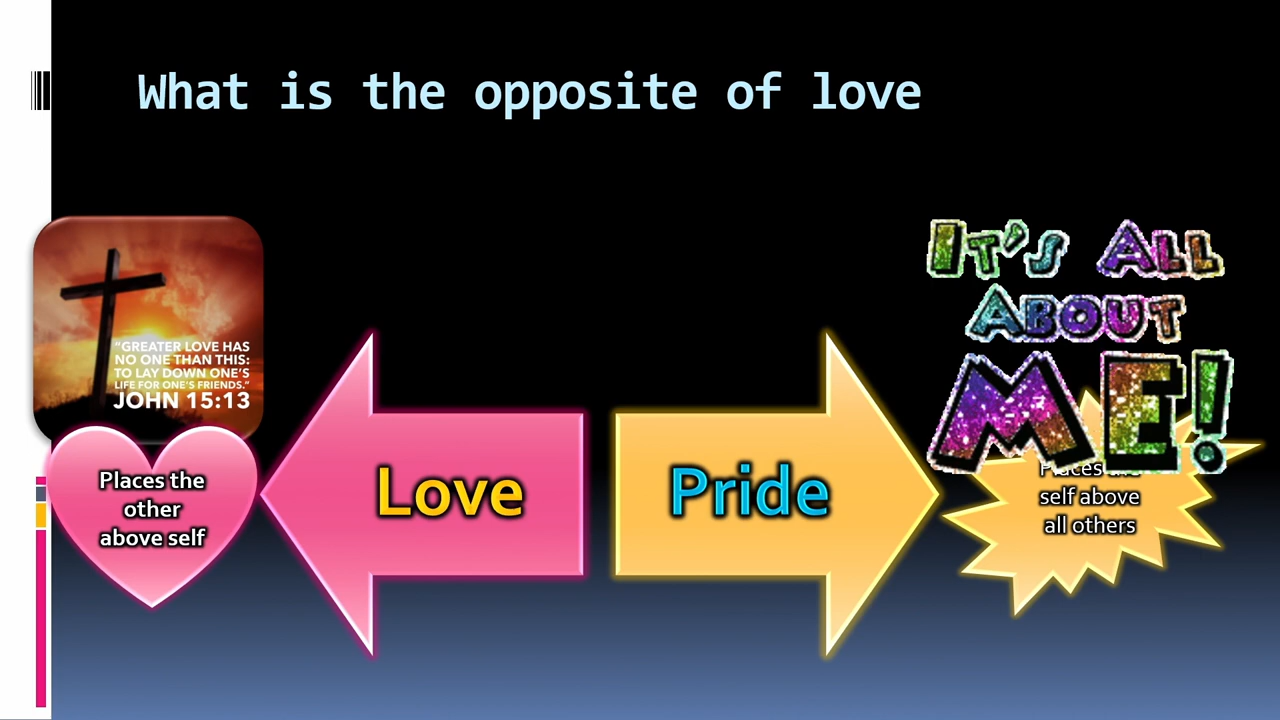 What is the opposite of love
"GREATER LOVE HAS
NO ONE THAN THIS:
TO LAY DOWN ONE'S
LIFE FOR ONE'S FRIENDS."
JOHN 15:13
Places the
other
above self
Love
Pride
IT'S ALL
ABOUT
ME!
Places the
self above
all others